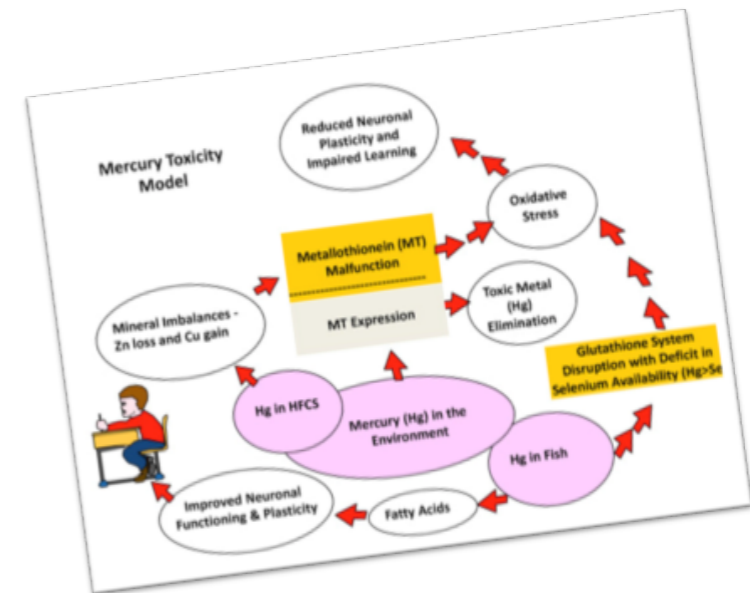 Mercury Toxicity
Model
Reduced Neuronal
Plasticity and
Impaired Learning
Oxidative
Stress
Metallothionein (MT)
Malfunction
MT Expression
Toxic Metal
(Hg)
Elimination
Mineral Imbalances -
Zn loss and Cu gain
Glutathione System
Disruption with Deficit in
Selenium Availability (Hg>Se
Hg in HFCS
Mercury (Hg) in the
Environment
Hg in Fish
Improved Neuronal
Functioning & Plasticity
Fatty Acids